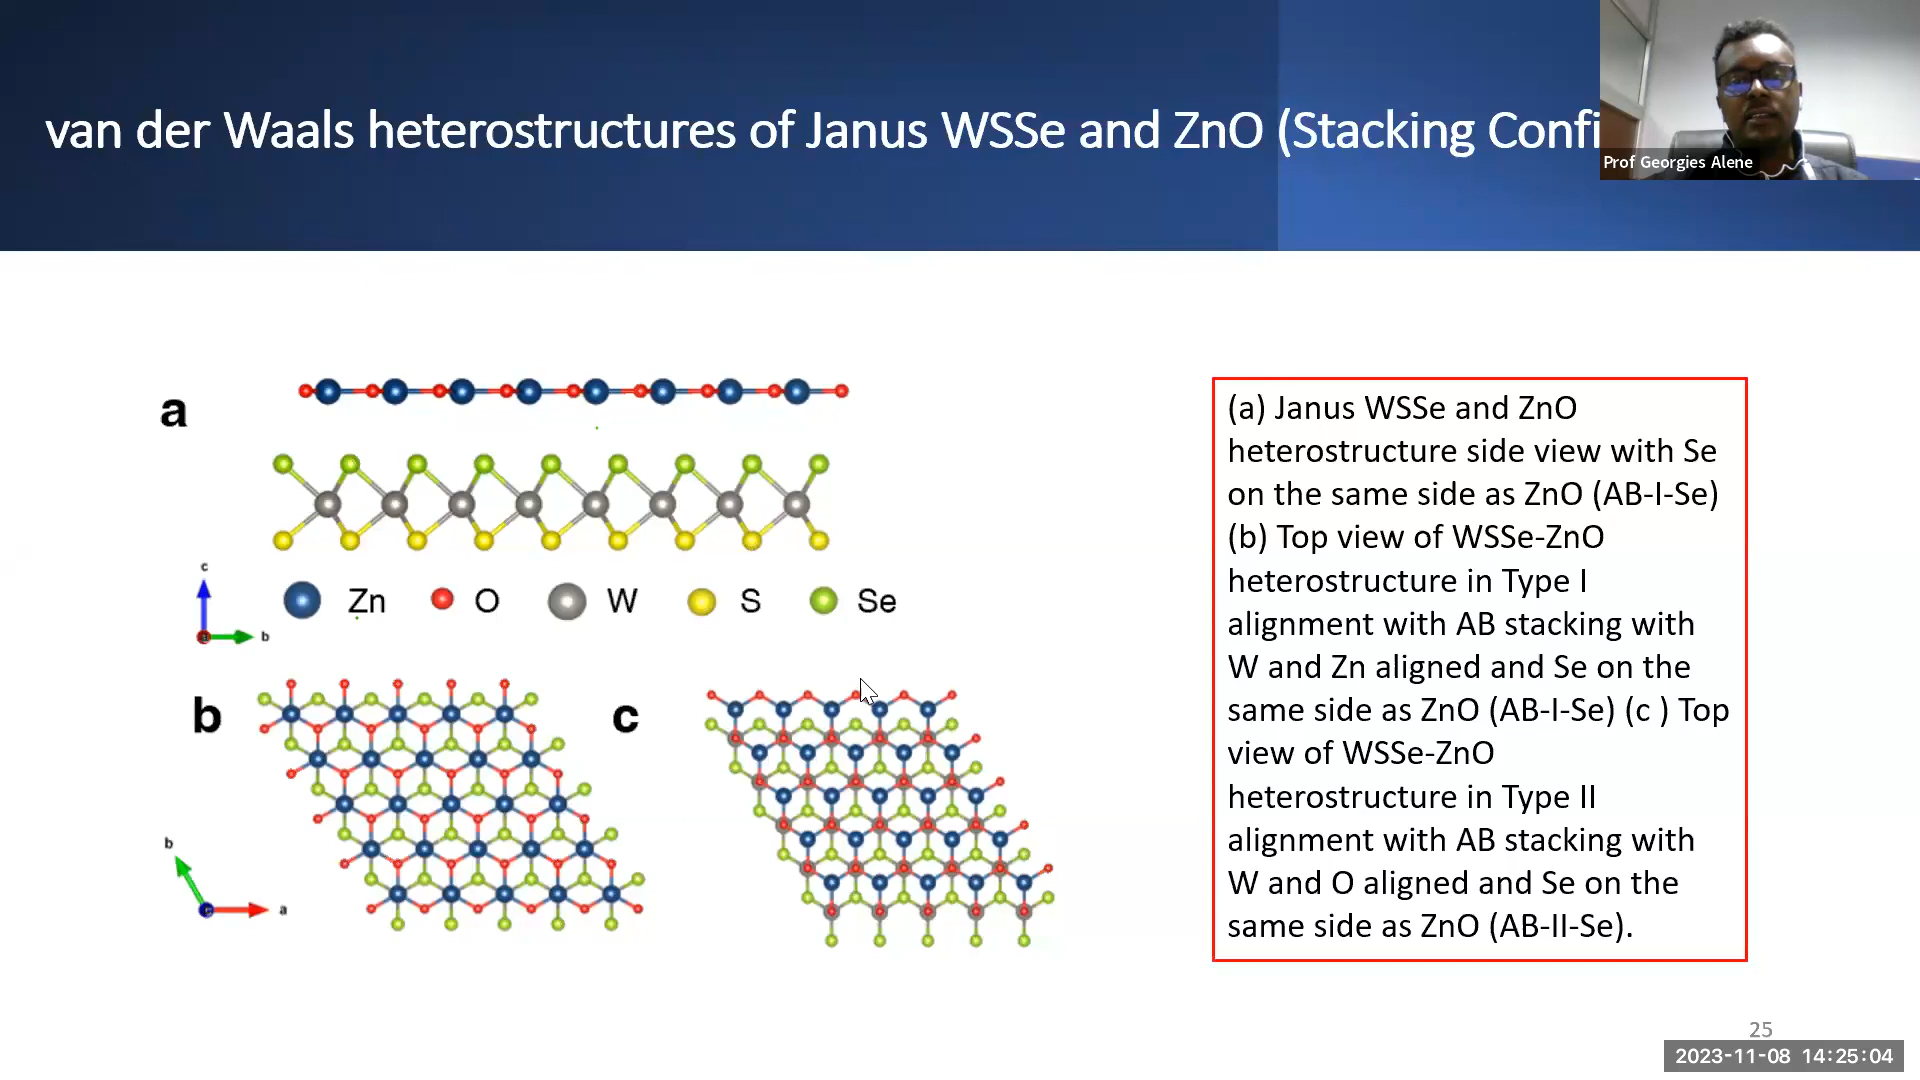 van der Waals heterostructures of Janus WSSe and ZnO (Stacking Confi
Prof Georgies Alene
a
c
b
Zn O W S Se
b
c
b
a
(a) Janus WSSe and ZnO
heterostructure side view with Se
on the same side as ZnO (AB-I-Se)
(b) Top view of WSSe-ZnO
heterostructure in Type I
alignment with AB stacking with
W and Zn aligned and Se on the
same side as ZnO (AB-I-Se) (c ) Top
view of WSSe-ZnO
heterostructure in Type II
alignment with AB stacking with
W and O aligned and Se on the
same side as ZnO (AB-II-Se).
25
2023-11-08 14:25:04